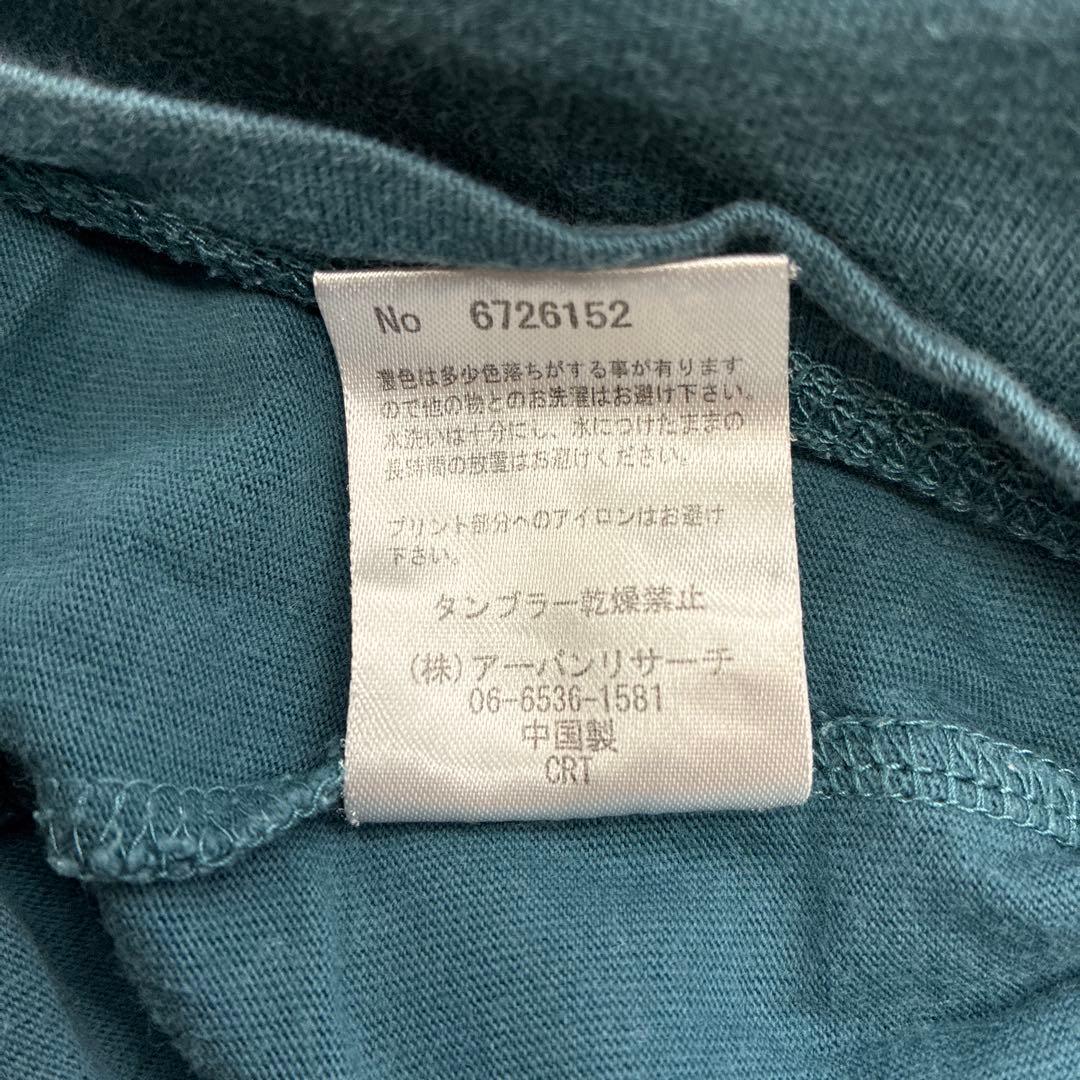 No 6726152
濃色は多少色落ちがする事が有ります
ので他の物とのお洗濯はお避け下さい。
水洗いは十分にし、水につけたままの
長時間の放置はお避けください。
プリント部分へのアイロンはお避け
下さい。
タンブラー乾燥禁止
(株)アーバンリサーチ
06-6536-1581
中国製
CRT